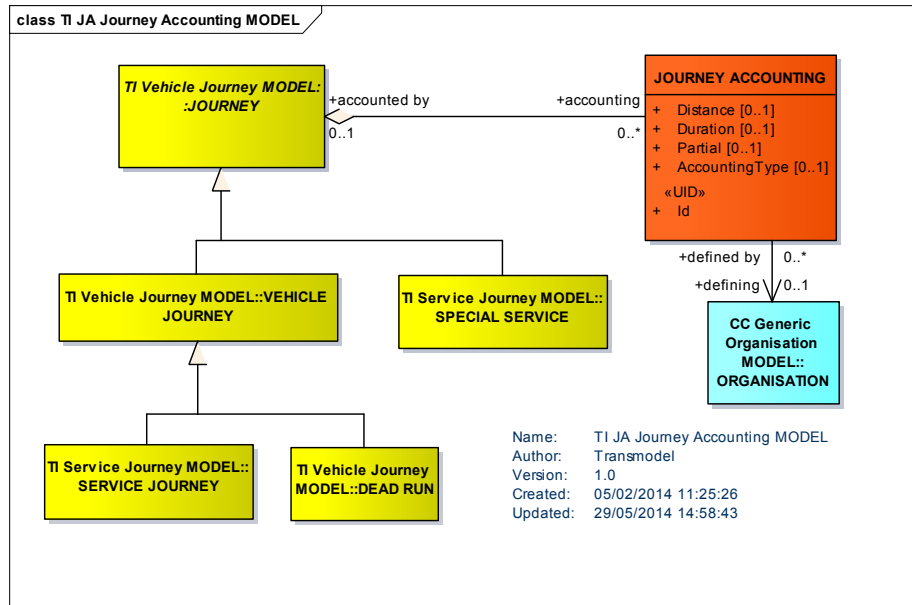 class TI JA Journey Accounting MODEL
TI Vehicle Journey MODEL:
:JOURNEY
+accounted by
0..1
+accounting
0..*
JOURNEY ACCOUNTING
+ Distance [0..1]
+ Duration [0..1]
+ Partial [0..1]
+ AccountingType [0..1]
«UID»
+ Id
+defined by 0..*
+defining 0..1
TI Vehicle Journey MODEL::VEHICLE
JOURNEY
TI Service Journey MODEL::
SPECIAL SERVICE
CC Generic
Organisation
MODEL::
ORGANISATION
TI Service Journey MODEL::
SERVICE JOURNEY
TI Vehicle Journey
MODEL::DEAD RUN
Name: TI JA Journey Accounting MODEL
Author: Transmodel
Version: 1.0
Created: 05/02/2014 11:25:26
Updated: 29/05/2014 14:58:43